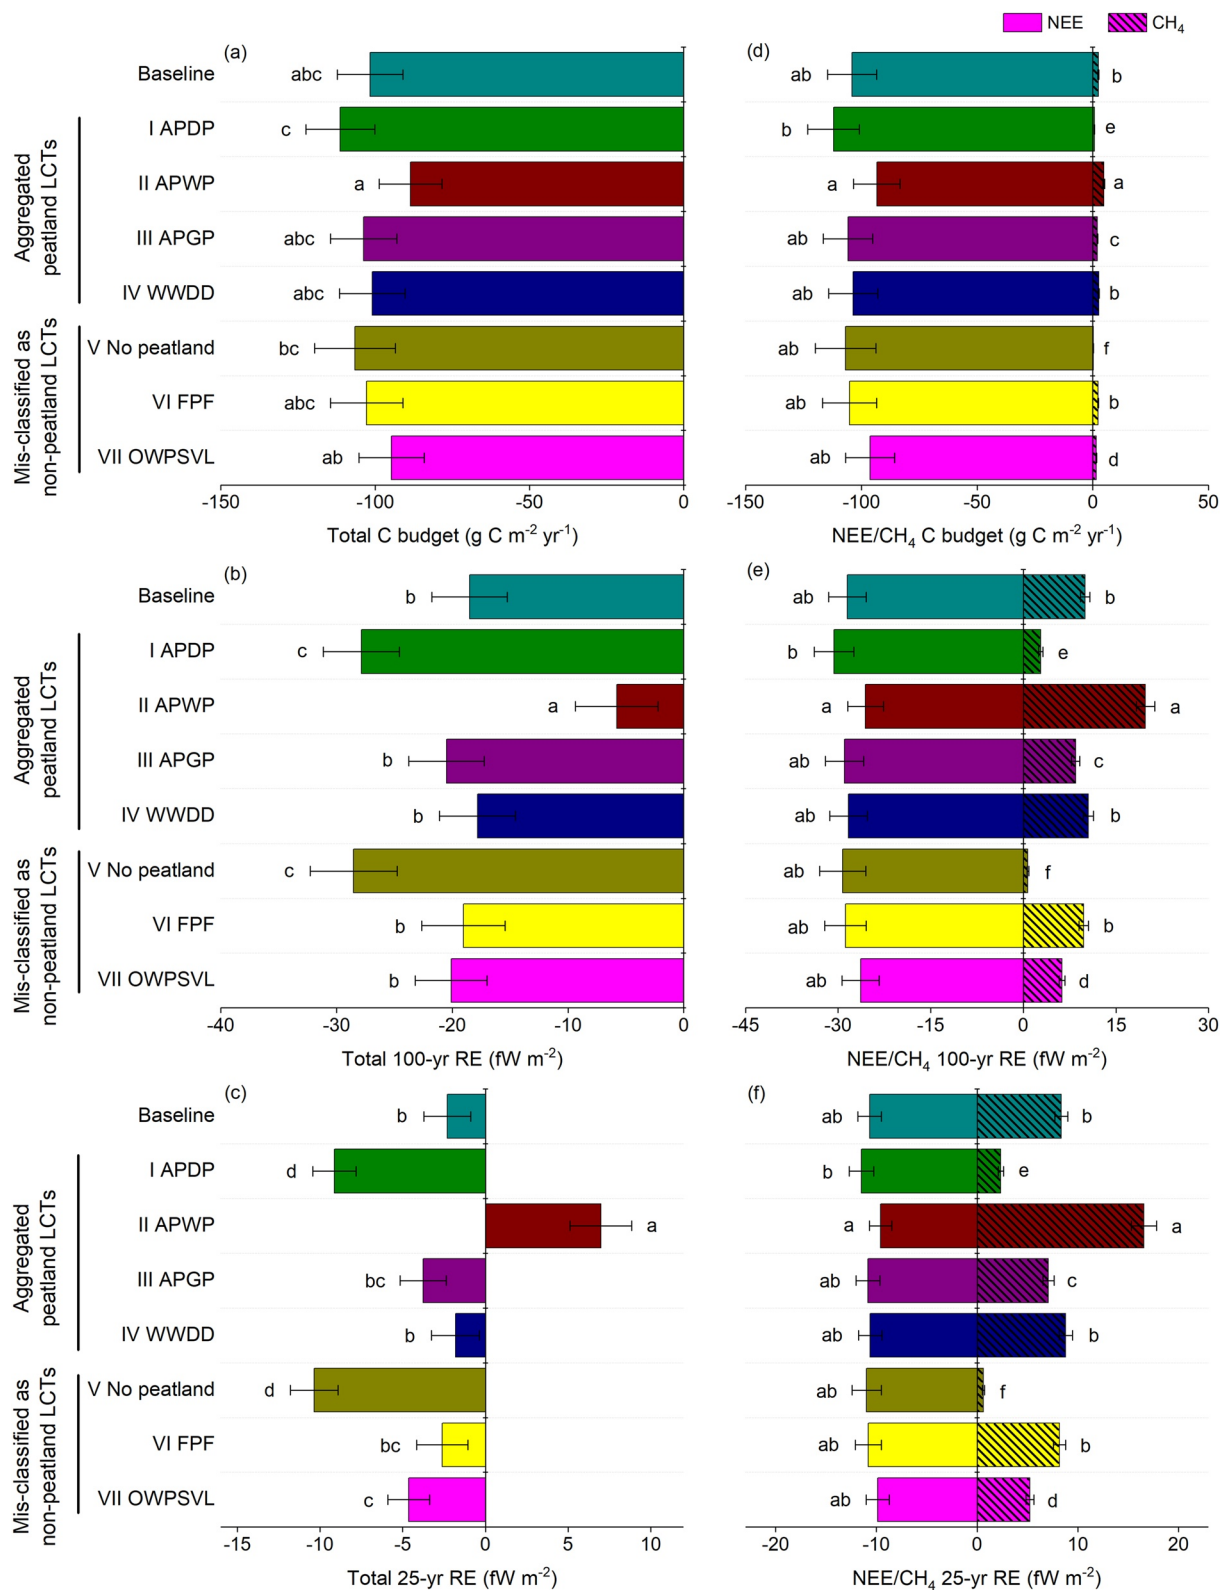 NEE CH₄
(a)
Baseline abc
I APDP c
II APWP a
III APGP abc
IV WWDD abc
V No peatland bc
VI FPF abc
VII OWPSVL ab
Aggregated
peatland LCTs
Mis-classified as
non-peatland LCTs
-150 -100 -50 0
Total C budget (g C m⁻² yr⁻¹)
(d)
ab b
b e
a a
ab c
ab b
ab f
ab b
ab d
-150 -100 -50 0 50
NEE/CH₄ C budget (g C m⁻² yr⁻¹)
(b)
Baseline b
I APDP c
II APWP a
III APGP b
IV WWDD b
V No peatland c
VI FPF b
VII OWPSVL b
Aggregated
peatland LCTs
Mis-classified as
non-peatland LCTs
-40 -30 -20 -10 0
Total 100-yr RE (fW m⁻²)
(e)
ab b
b e
a a
ab c
ab b
ab f
ab b
ab d
-45 -30 -15 0 15 30
NEE/CH₄ 100-yr RE (fW m⁻²)
(c)
Baseline b
I APDP d
II APWP a
III APGP bc
IV WWDD b
V No peatland d
VI FPF bc
VII OWPSVL c
Aggregated
peatland LCTs
Mis-classified as
non-peatland LCTs
-15 -10 -5 0 5 10
Total 25-yr RE (fW m⁻²)
(f)
ab b
b e
a a
ab c
ab b
ab f
ab b
ab d
-20 -10 0 10 20
NEE/CH₄ 25-yr RE (fW m⁻²)